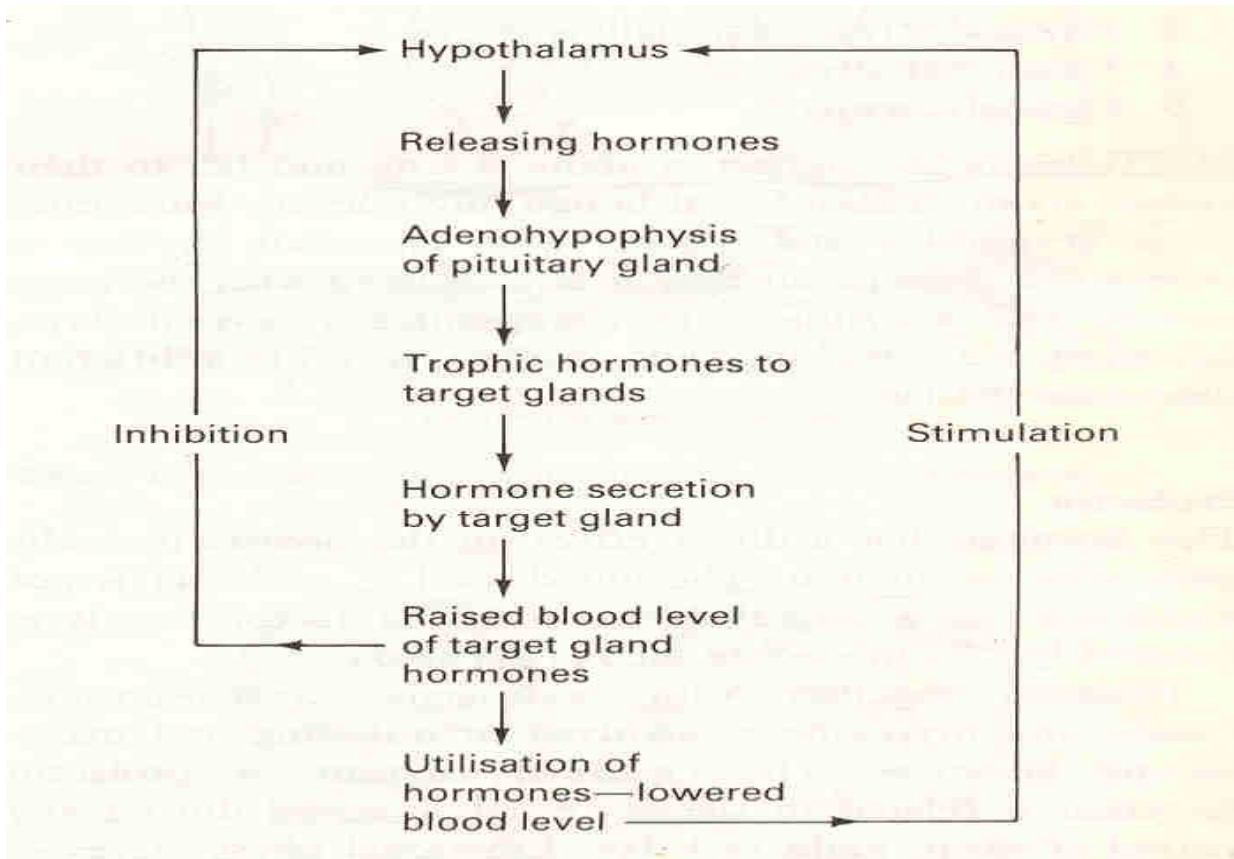 Hypothalamus
Releasing hormones
Adenohypophysis
of pituitary gland
Trophic hormones to
target glands
Inhibition
Stimulation
Hormone secretion
by target gland
Raised blood level
of target gland
hormones
Utilisation of
hormones—lowered
blood level